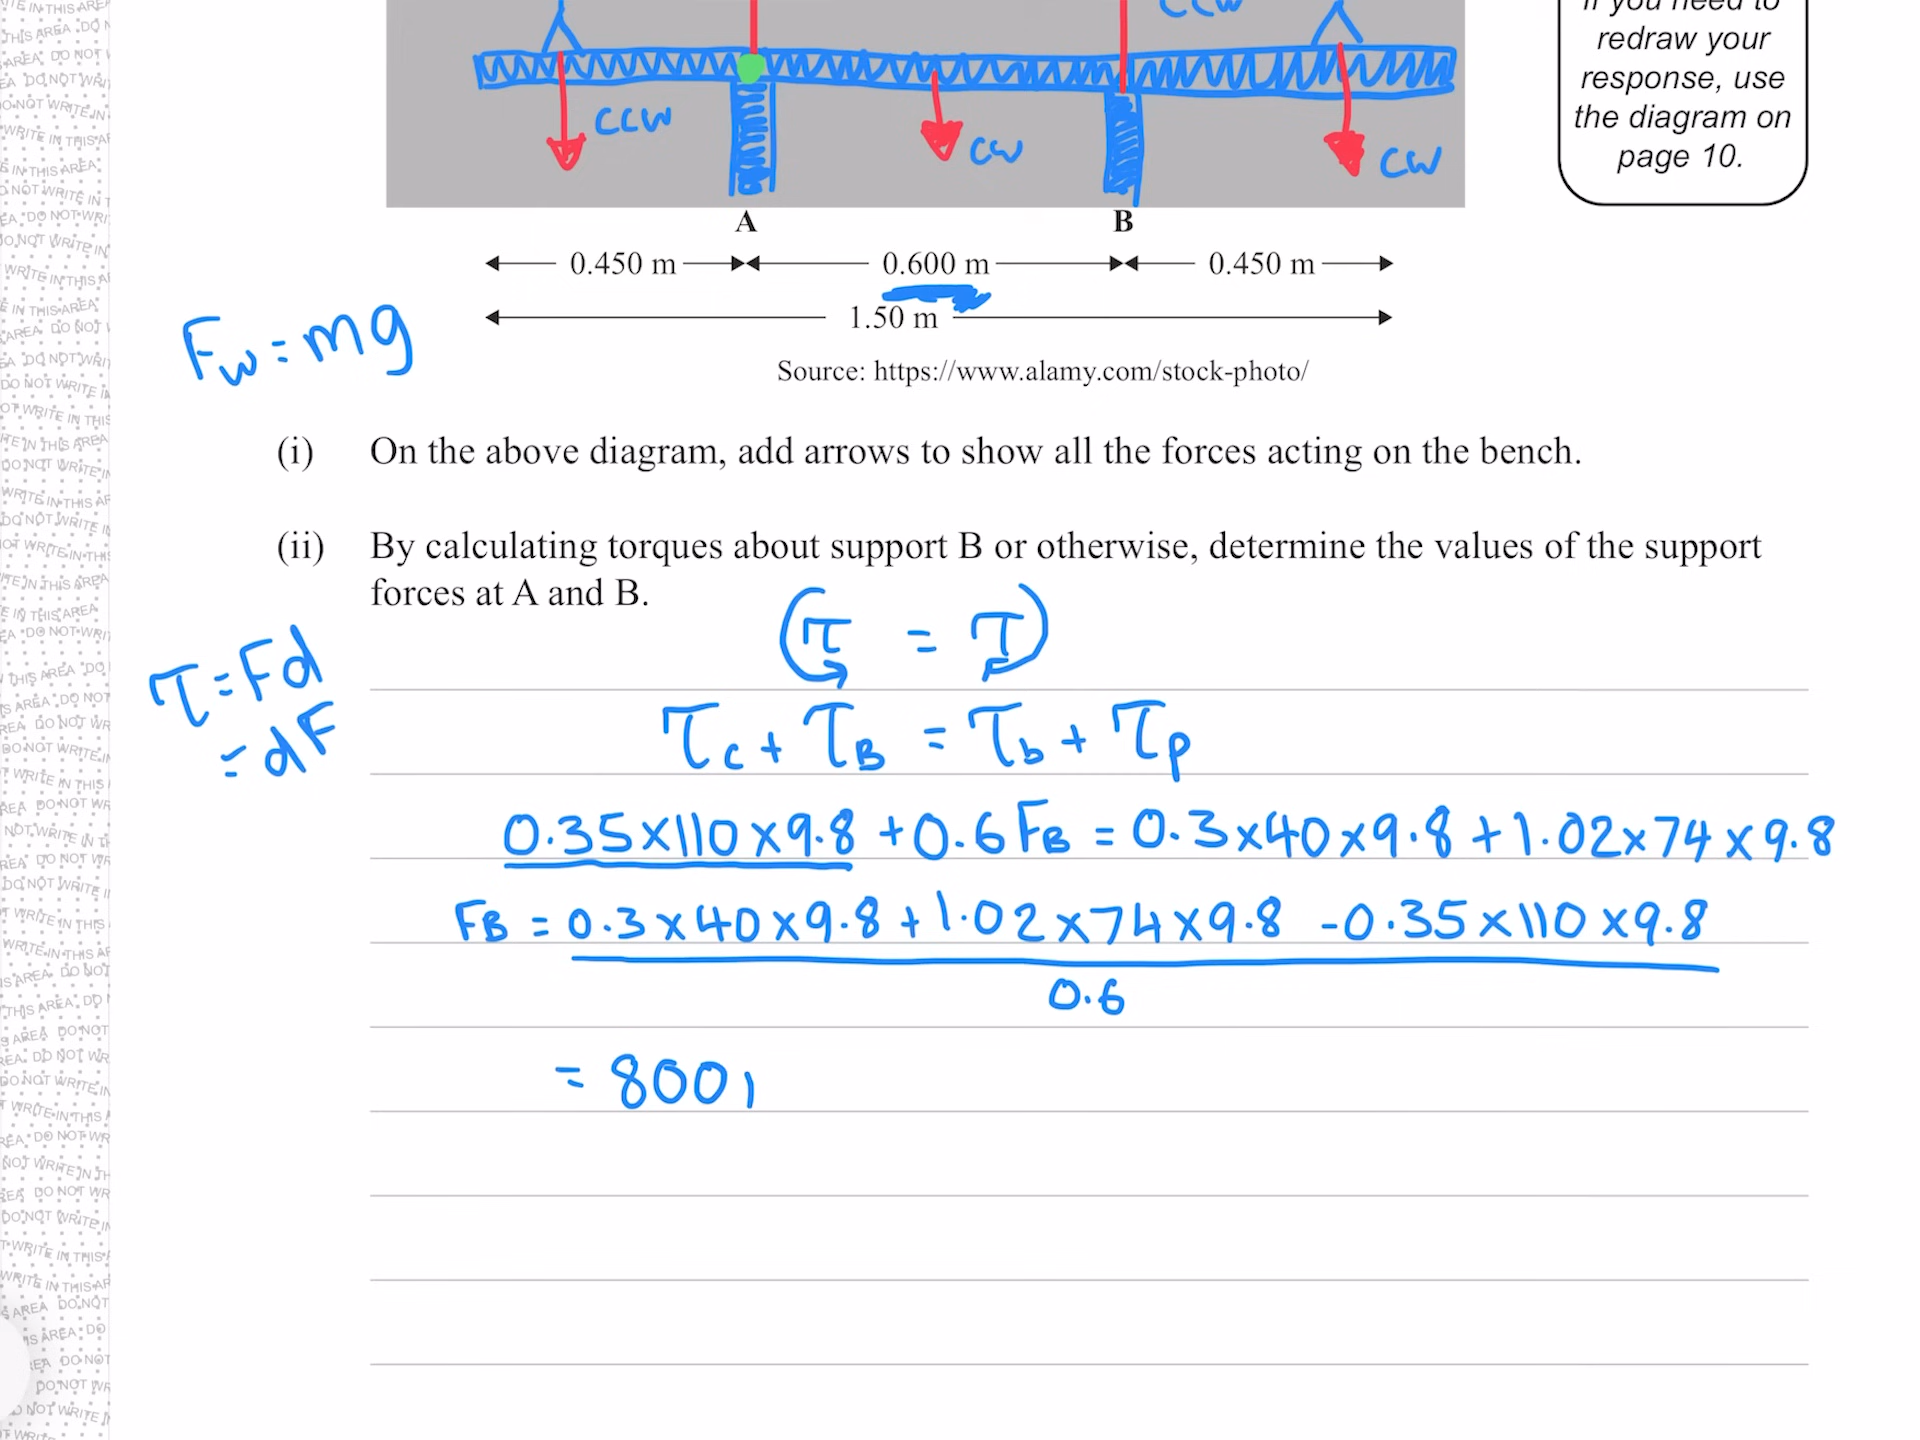 If you need to
redraw your
response, use
the diagram on
page 10.
CCW
CCW
CW
CW
A
B
0.450 m
0.600 m
0.450 m
1.50 m
Fw = mg
Source: https://www.alamy.com/stock-photo/
(i) On the above diagram, add arrows to show all the forces acting on the bench.
(ii) By calculating torques about support B or otherwise, determine the values of the support
forces at A and B.
τ = τ
τ = Fd
= dF
τc + τB = τb + τp
0.35×110×9.8 + 0.6 FB = 0.3×40×9.8 + 1.02×74×9.8
FB = 0.3×40×9.8 + 1.02×74×9.8 -0.35×110×9.8
0.6
= 800,